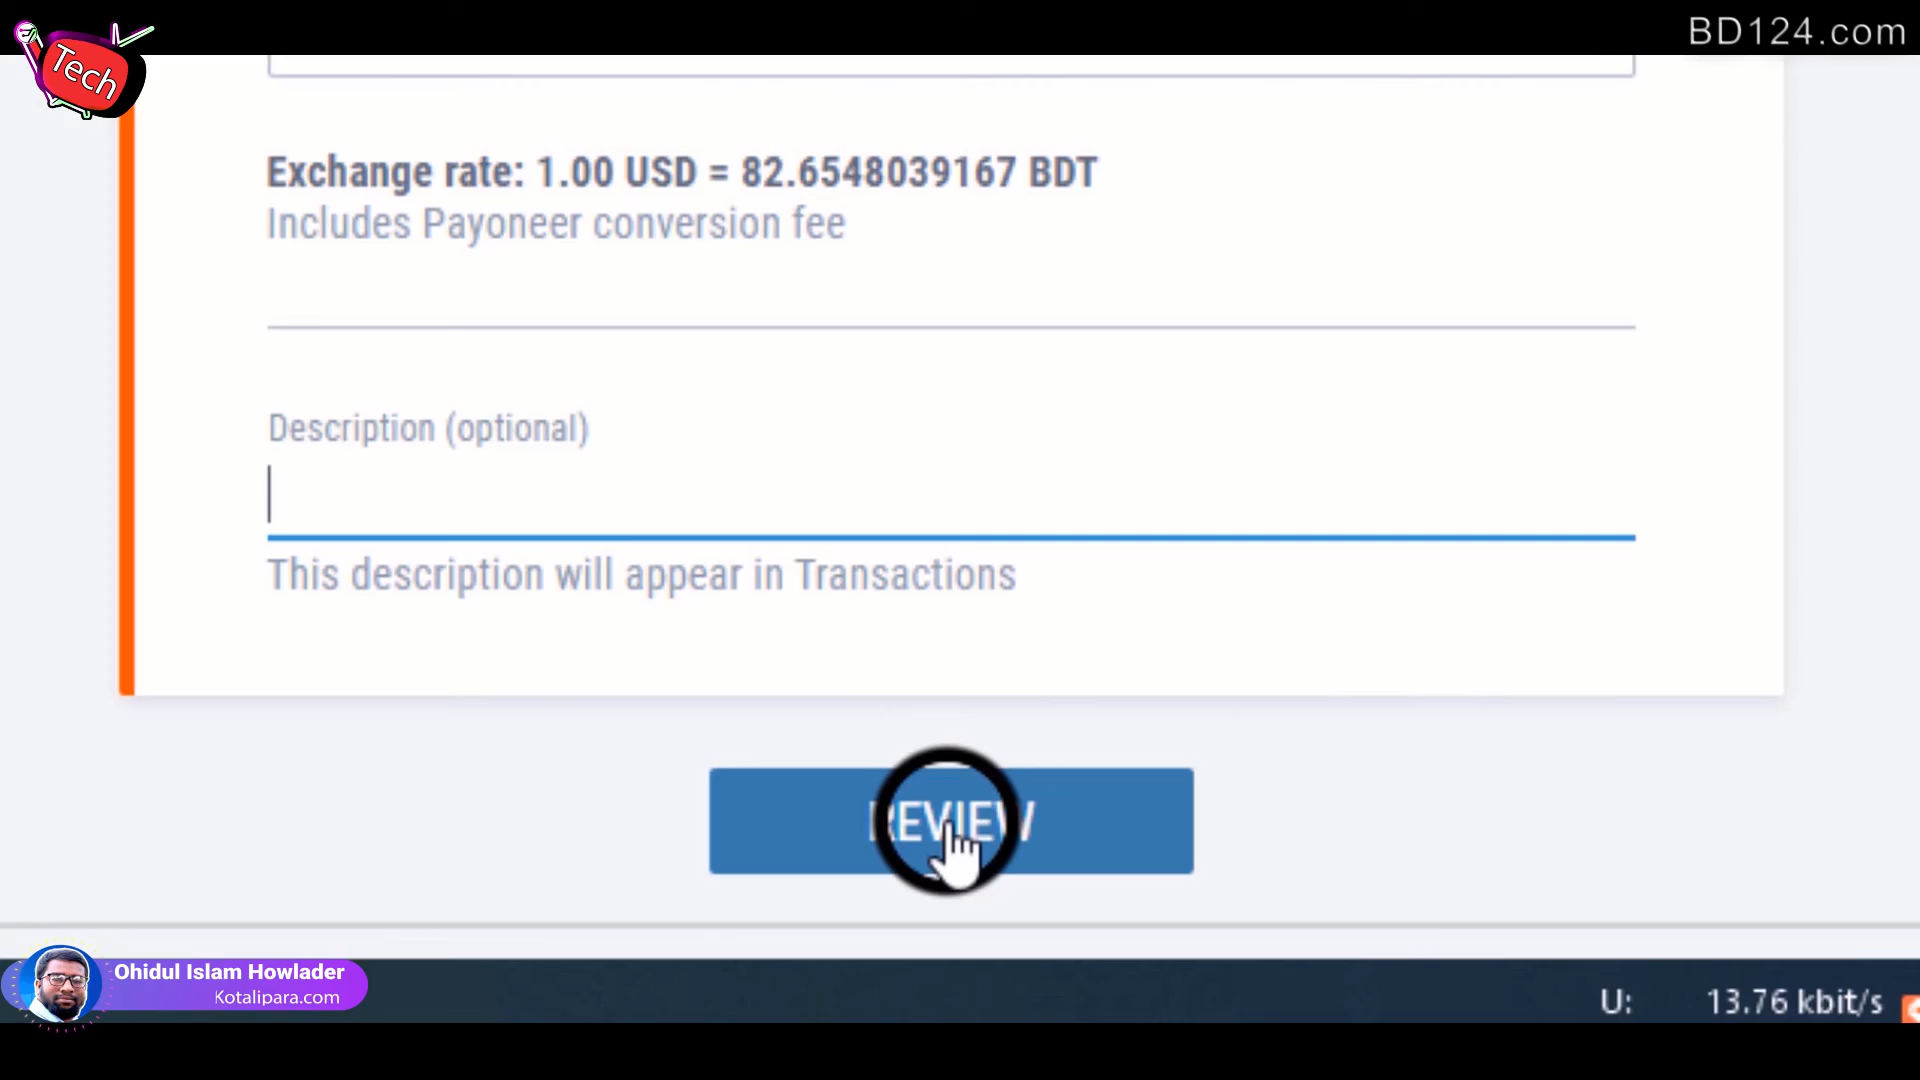 BD124.com
Tech
Exchange rate: 1.00 USD = 82.6548039167 BDT
Includes Payoneer conversion fee
Description (optional)
This description will appear in Transactions
REVIEW
Ohidul Islam Howlader
Kotalipara.com
U: 13.76 kbit/s